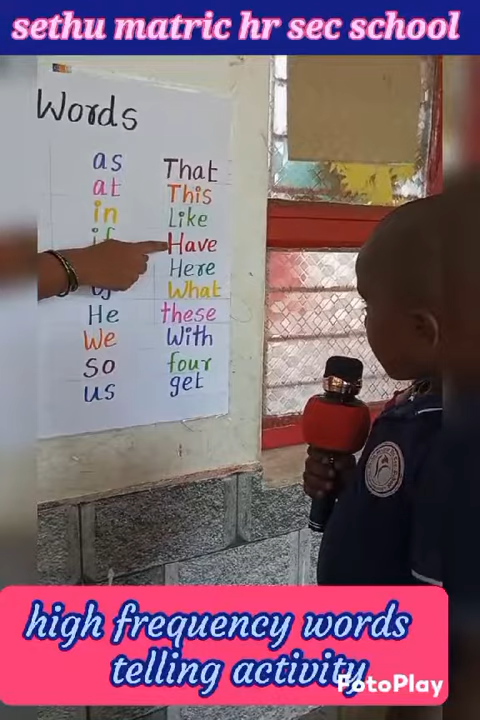 sethu matric hr sec school
Words
as That
at This
in Like
if Have
Here
What
He these
We With
so four
us get
high frequency words
telling activity
FotoPlay